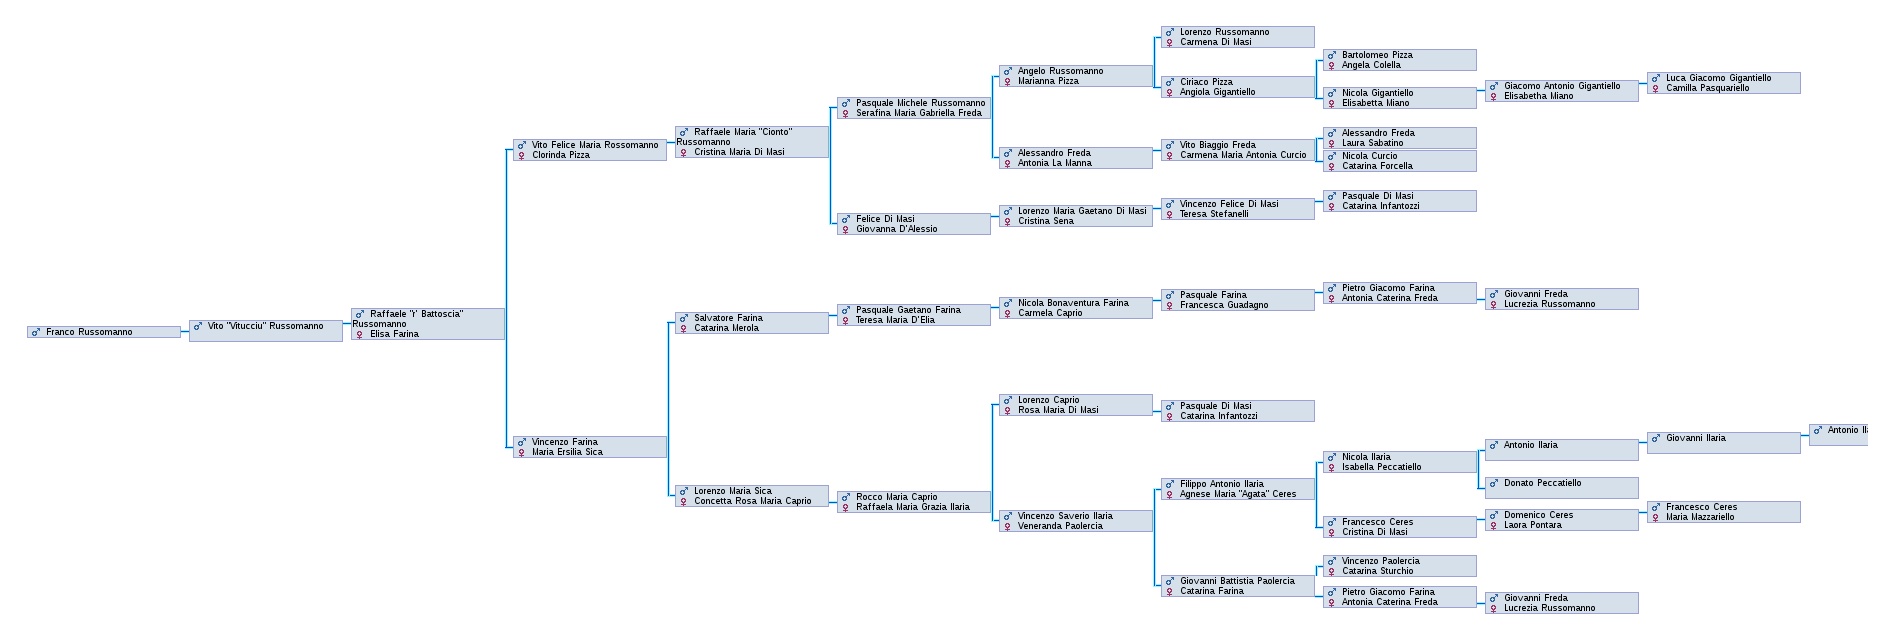 Franco Russomanno
Vito "Vitucciu" Russomanno
Raffaele "r' Battoscia"
Russomanno
Elisa Farina
Vito Felice Maria Rossomanno
Clorinda Pizza
Vincenzo Farina
Maria Ersilia Sica
Raffaele Maria "Cionto"
Russomanno
Cristina Maria Di Masi
Salvatore Farina
Catarina Merola
Lorenzo Maria Sica
Concetta Rosa Maria Caprio
Pasquale Michele Russomanno
Serafina Maria Gabriella Freda
Felice Di Masi
Giovanna D'Alessio
Pasquale Gaetano Farina
Teresa Maria D'Elia
Rocco Maria Caprio
Raffaela Maria Grazia Ilaria
Angelo Russomanno
Marianna Pizza
Alessandro Freda
Antonia La Manna
Lorenzo Maria Gaetano Di Masi
Cristina Sena
Nicola Bonaventura Farina
Carmela Caprio
Lorenzo Caprio
Rosa Maria Di Masi
Vincenzo Saverio Ilaria
Veneranda Paolercia
Lorenzo Russomanno
Carmena Di Masi
Ciriaco Pizza
Angiola Gigantiello
Vito Biaggio Freda
Carmena Maria Antonia Curcio
Vincenzo Felice Di Masi
Teresa Stefanelli
Pasquale Farina
Francesca Guadagno
Pasquale Di Masi
Catarina Infantozzi
Filippo Antonio Ilaria
Agnese Maria "Agata" Ceres
Giovanni Battistia Paolercia
Catarina Farina
Bartolomeo Pizza
Angela Colella
Nicola Gigantiello
Elisabetta Miano
Alessandro Freda
Laura Sabatino
Nicola Curcio
Catarina Forcella
Pasquale Di Masi
Catarina Infantozzi
Pietro Giacomo Farina
Antonia Caterina Freda
Nicola Ilaria
Isabella Peccatiello
Francesco Ceres
Cristina Di Masi
Vincenzo Paolercia
Catarina Sturchio
Pietro Giacomo Farina
Antonia Caterina Freda
Giacomo Antonio Gigantiello
Elisabetha Miano
Giovanni Freda
Lucrezia Russomanno
Antonio Ilaria
Donato Peccatiello
Domenico Ceres
Laora Pontara
Giovanni Freda
Lucrezia Russomanno
Luca Giacomo Gigantiello
Camilla Pasquariello
Giovanni Ilaria
Francesco Ceres
Maria Mazzariello
Antonio